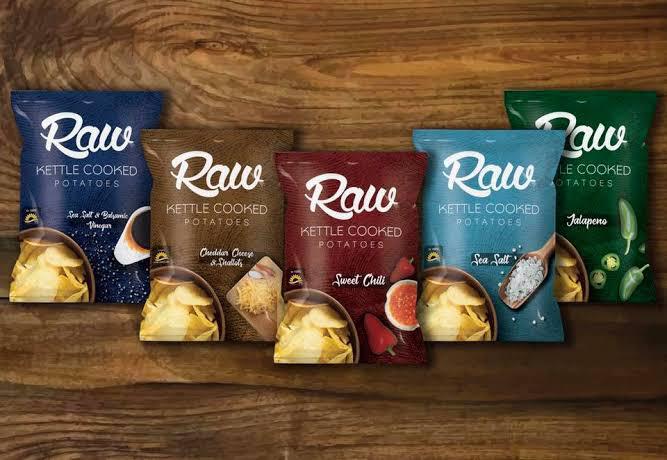 Raw
KETTLE COOKED
POTATOES
Sea Salt & Balsamic
Vinegar
Raw
KETTLE COOKED
POTATOES
Cheddar Cheese
& Shallots
Raw
KETTLE COOKED
POTATOES
Sweet Chili
Raw
KETTLE COOKED
POTATOES
Sea Salt
Raw
KETTLE COOKED
POTATOES
Jalapeno